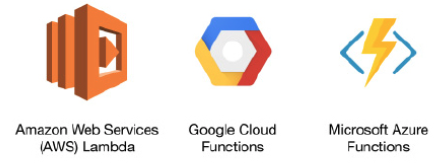 Amazon Web Services
(AWS) Lambda
Google Cloud
Functions
Microsoft Azure
Functions